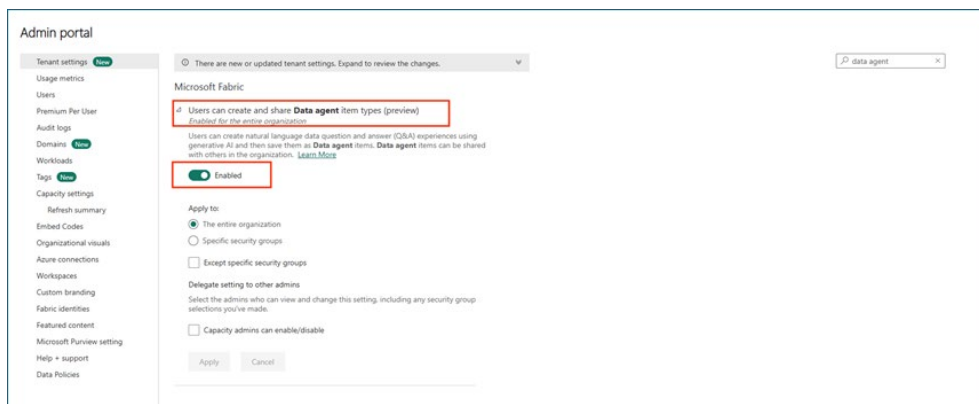 Admin portal
Tenant settings New
Usage metrics
Users
Premium Per User
Audit logs
Domains New
Workloads
Tags New
Capacity settings
Refresh summary
Embed Codes
Organizational visuals
Azure connections
Workspaces
Custom branding
Fabric identities
Featured content
Microsoft Purview setting
Help + support
Data Policies
There are new or updated tenant settings. Expand to review the changes.
data agent
Microsoft Fabric
Users can create and share Data agent item types (preview)
Enabled for the entire organization
Users can create natural language data question and answer (Q&A) experiences using
generative AI and then save them as Data agent items. Data agent items can be shared
with others in the organization. Learn More
Enabled
Apply to:
The entire organization
Specific security groups
Except specific security groups
Delegate setting to other admins
Select the admins who can view and change this setting, including any security group
selections you've made.
Capacity admins can enable/disable
Apply
Cancel